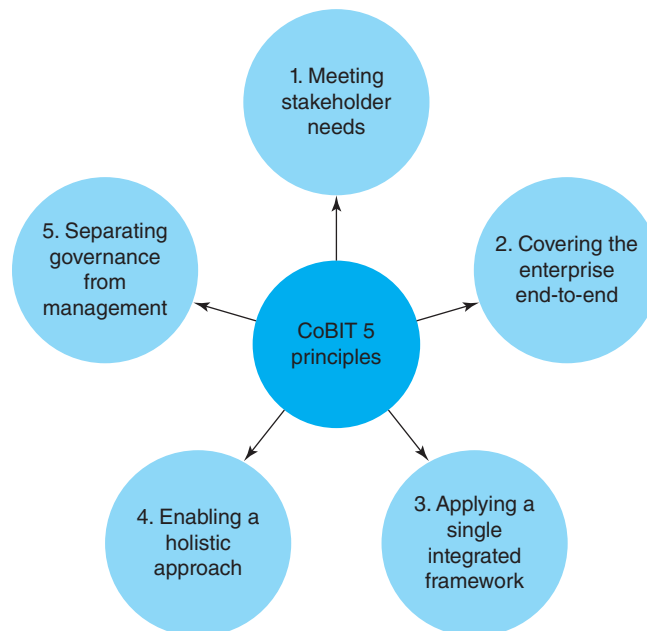 1. Meeting
stakeholder
needs
2. Covering the
enterprise
end-to-end
3. Applying a
single
integrated
framework
4. Enabling a
holistic
approach
5. Separating
governance
from
management
CoBIT 5
principles